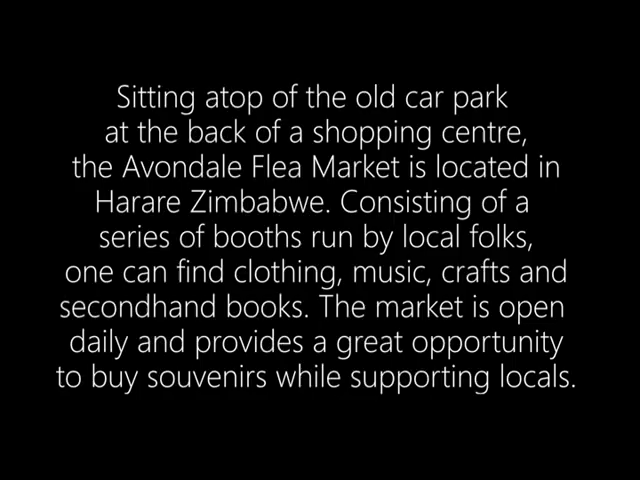 Sitting atop of the old car park
at the back of a shopping centre,
the Avondale Flea Market is located in
Harare Zimbabwe. Consisting of a
series of booths run by local folks,
one can find clothing, music, crafts and
secondhand books. The market is open
daily and provides a great opportunity
to buy souvenirs while supporting locals.